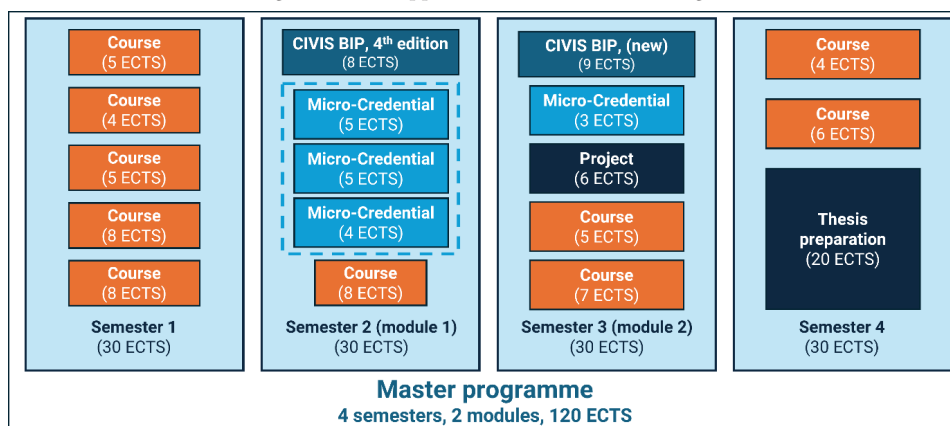 Course
(5 ECTS)
Course
(4 ECTS)
Course
(5 ECTS)
Course
(8 ECTS)
Course
(8 ECTS)
Semester 1
(30 ECTS)
CIVIS BIP, 4th edition
(8 ECTS)
Micro-Credential
(5 ECTS)
Micro-Credential
(5 ECTS)
Micro-Credential
(4 ECTS)
Course
(8 ECTS)
Semester 2 (module 1)
(30 ECTS)
CIVIS BIP, (new)
(9 ECTS)
Micro-Credential
(3 ECTS)
Project
(6 ECTS)
Course
(5 ECTS)
Course
(7 ECTS)
Semester 3 (module 2)
(30 ECTS)
Course
(4 ECTS)
Course
(6 ECTS)
Thesis
preparation
(20 ECTS)
Semester 4
(30 ECTS)
Master programme
4 semesters, 2 modules, 120 ECTS